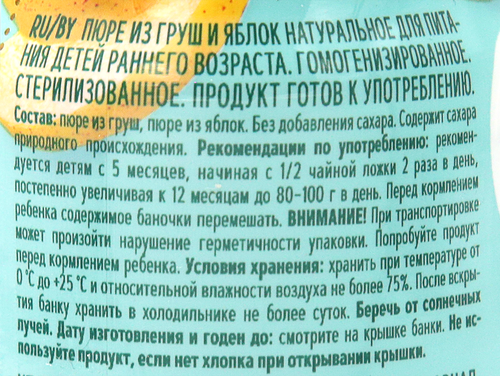 RU/BY ПЮРЕ ИЗ ГРУШ И ЯБЛОК НАТУРАЛЬНОЕ ДЛЯ ПИТА-
НИЯ ДЕТЕЙ РАННЕГО ВОЗРАСТА. ГОМОГЕНИЗИРОВАННОЕ.
СТЕРИЛИЗОВАННОЕ. ПРОДУКТ ГОТОВ К УПОТРЕБЛЕНИЮ.
Состав: пюре из груш, пюре из яблок. Без добавления сахара. Содержит сахара
природного происхождения. Рекомендации по употреблению: рекомен-
дуется детям с 5 месяцев, начиная с 1/2 чайной ложки 2 раза в день,
постепенно увеличивая к 12 месяцам до 80–100 г в день. Перед кормлением
ребенка содержимое баночки перемешать. ВНИМАНИЕ! При транспортировке
может произойти нарушение герметичности упаковки. Попробуйте продукт
перед кормлением ребенка. Условия хранения: хранить при температуре от
0 °C до +25 °C и относительной влажности воздуха не более 75%. После вскры-
тия банку хранить в холодильнике не более суток. Беречь от солнечных
лучей. Дату изготовления и годен до: смотрите на крышке банки. Не ис-
пользуйте продукт, если нет хлопка при открывании крышки.